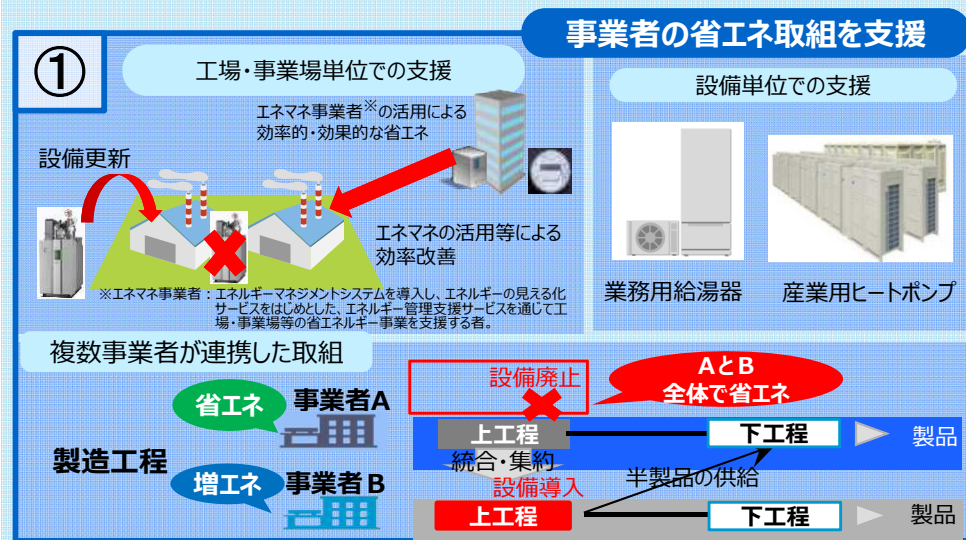 事業者の省エネ取組を支援
①
工場・事業場単位での支援
エネマネ事業者※の活用による
効率的・効果的な省エネ
設備更新
エネマネの活用等による
効率改善
※エネマネ事業者：エネルギーマネジメントシステムを導入し、エネルギーの見える化
サービスをはじめとした、エネルギー管理支援サービスを通じて工
場・事業場等の省エネルギー事業を支援する者。
設備単位での支援
業務用給湯器
産業用ヒートポンプ
複数事業者が連携した取組
製造工程
省エネ
事業者A
増エネ
事業者B
設備廃止
AとB
全体で省エネ
上工程
下工程
製品
統合・集約
設備導入
半製品の供給
上工程
下工程
製品